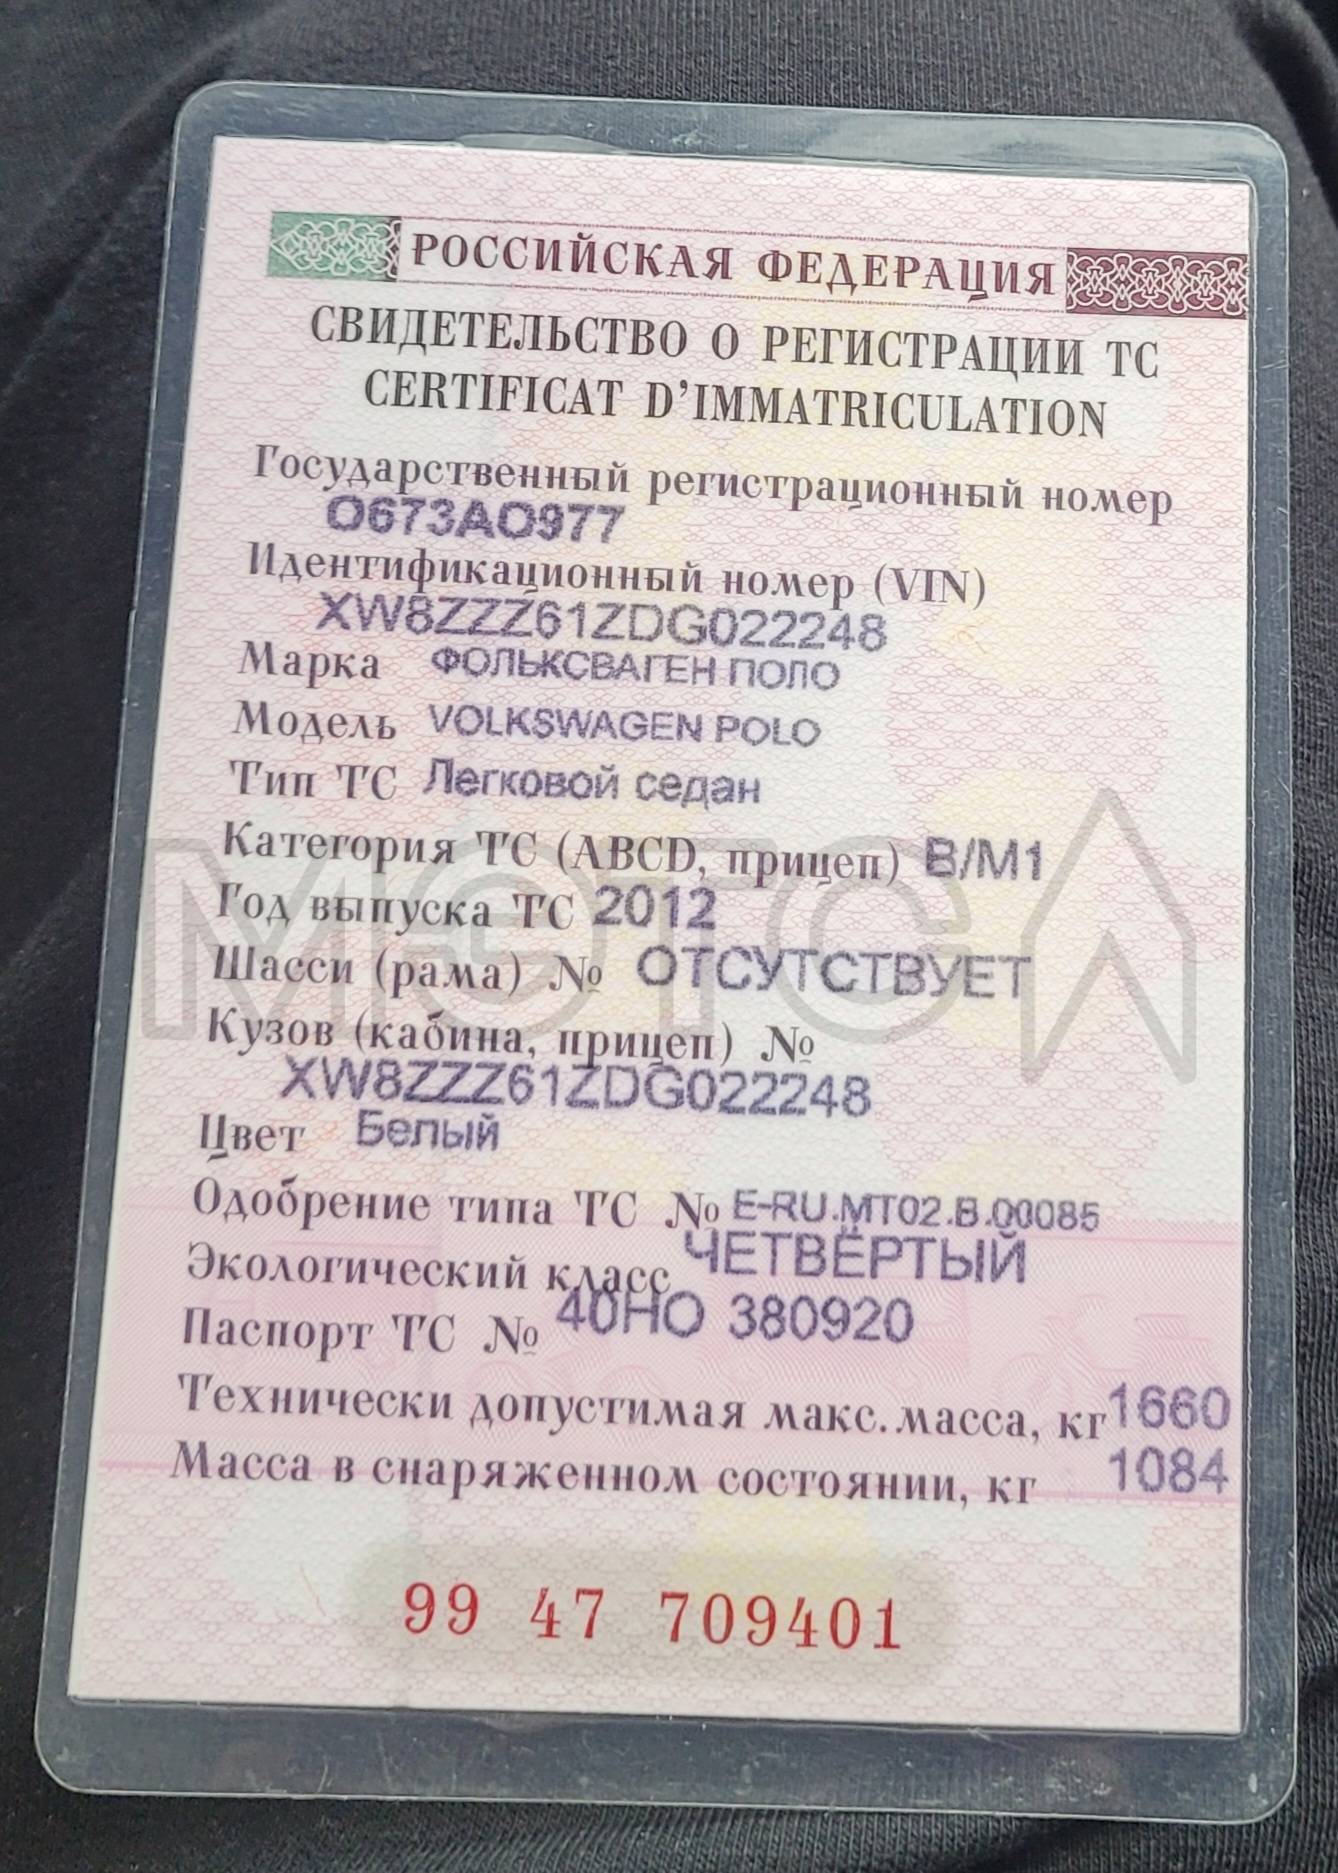 РОССИЙСКАЯ ФЕДЕРАЦИЯ
СВИДЕТЕЛЬСТВО О РЕГИСТРАЦИИ ТС
CERTIFICAT D'IMMATRICULATION
Государственный регистрационный номер
О673АО977
Идентификационный номер (VIN)
XW8ZZZ61ZDG022248
Марка ФОЛЬКСВАГЕН ПОЛО
Модель VOLKSWAGEN POLO
Тип ТС Легковой седан
Категория ТС (ABCD, прицеп) B/M1
Год выпуска ТС 2012
Шасси (рама) № ОТСУТСТВУЕТ
Кузов (кабина, прицеп) №
XW8ZZZ61ZDG022248
Цвет Белый
Одобрение типа ТС № E-RU.MT02.B.00085
Экологический класс ЧЕТВЁРТЫЙ
Паспорт ТС № 40НО 380920
Технически допустимая макс. масса, кг 1660
Масса в снаряженном состоянии, кг 1084
99 47 709401